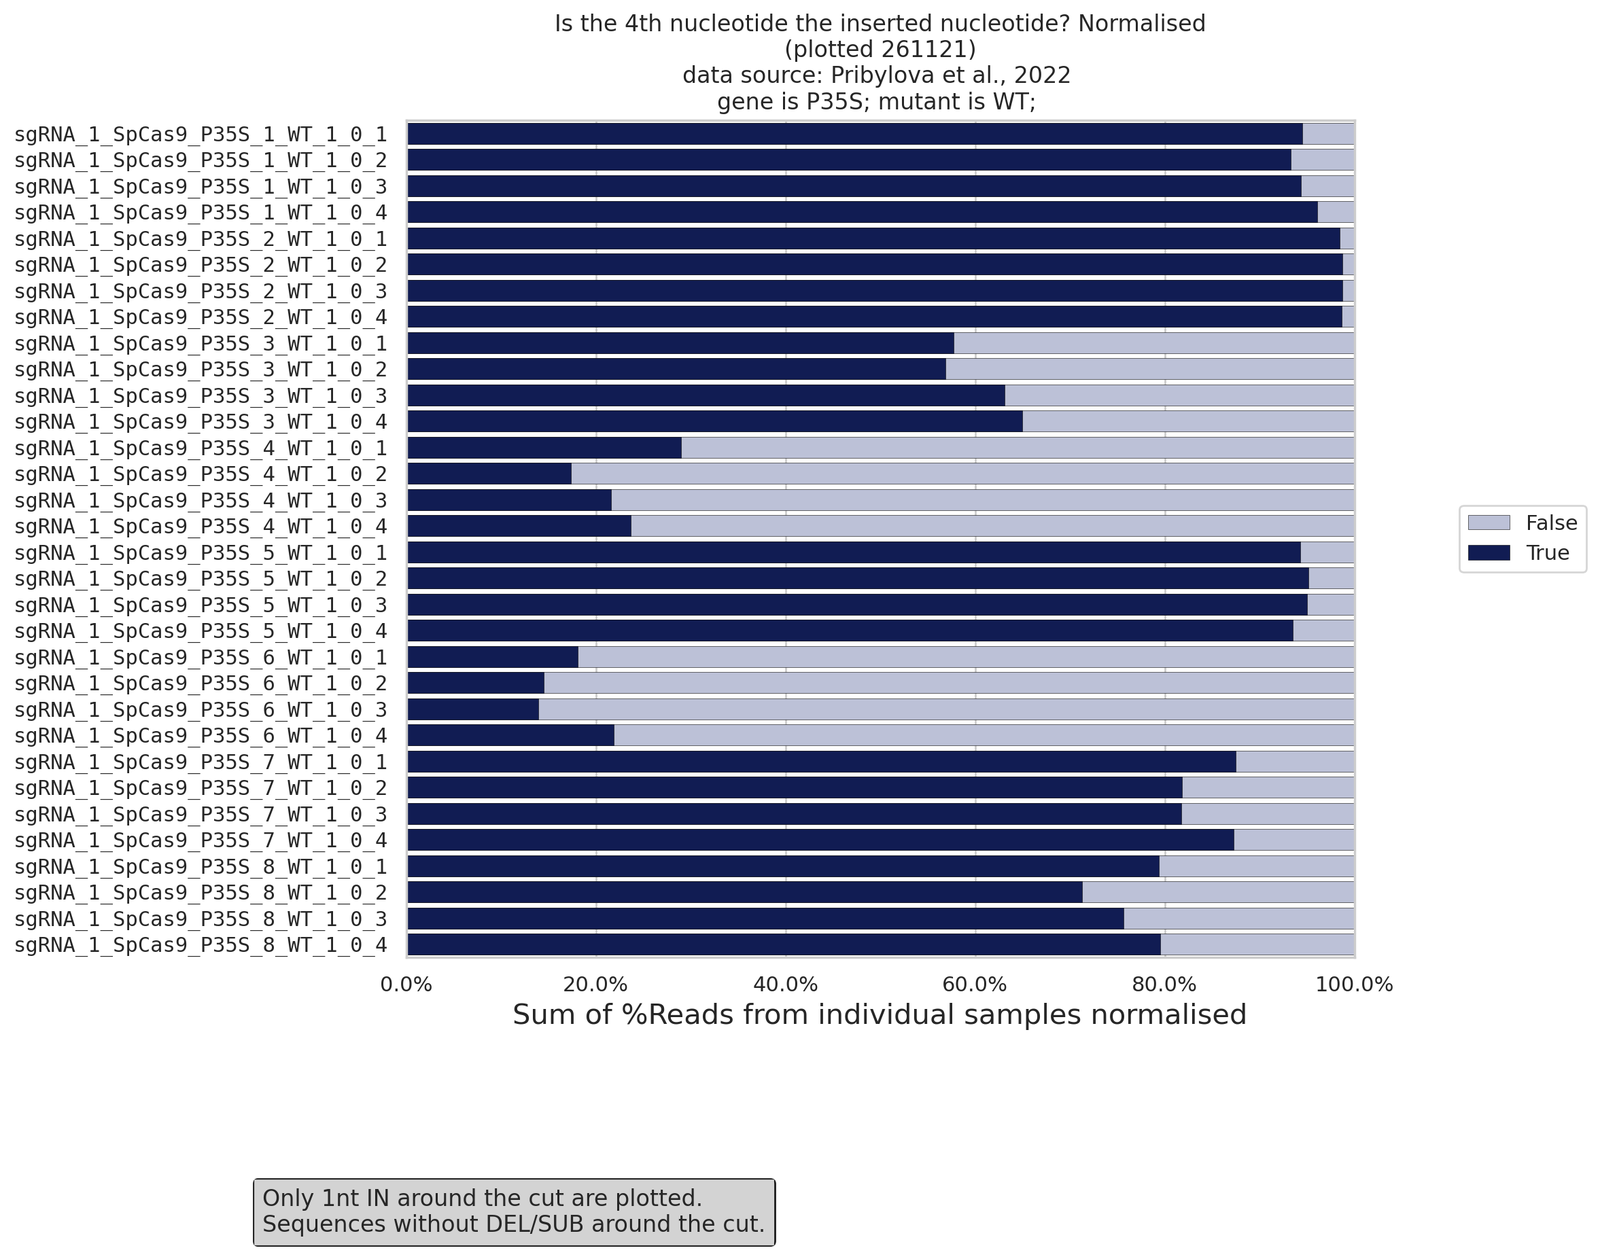 Is the 4th nucleotide the inserted nucleotide? Normalised
(plotted 261121)
data source: Pribylova et al., 2022
gene is P35S; mutant is WT;
sgRNA_1_SpCas9_P35S_1_WT_1_0_1
sgRNA_1_SpCas9_P35S_1_WT_1_0_2
sgRNA_1_SpCas9_P35S_1_WT_1_0_3
sgRNA_1_SpCas9_P35S_1_WT_1_0_4
sgRNA_1_SpCas9_P35S_2_WT_1_0_1
sgRNA_1_SpCas9_P35S_2_WT_1_0_2
sgRNA_1_SpCas9_P35S_2_WT_1_0_3
sgRNA_1_SpCas9_P35S_2_WT_1_0_4
sgRNA_1_SpCas9_P35S_3_WT_1_0_1
sgRNA_1_SpCas9_P35S_3_WT_1_0_2
sgRNA_1_SpCas9_P35S_3_WT_1_0_3
sgRNA_1_SpCas9_P35S_3_WT_1_0_4
sgRNA_1_SpCas9_P35S_4_WT_1_0_1
sgRNA_1_SpCas9_P35S_4_WT_1_0_2
sgRNA_1_SpCas9_P35S_4_WT_1_0_3
sgRNA_1_SpCas9_P35S_4_WT_1_0_4
sgRNA_1_SpCas9_P35S_5_WT_1_0_1
sgRNA_1_SpCas9_P35S_5_WT_1_0_2
sgRNA_1_SpCas9_P35S_5_WT_1_0_3
sgRNA_1_SpCas9_P35S_5_WT_1_0_4
sgRNA_1_SpCas9_P35S_6_WT_1_0_1
sgRNA_1_SpCas9_P35S_6_WT_1_0_2
sgRNA_1_SpCas9_P35S_6_WT_1_0_3
sgRNA_1_SpCas9_P35S_6_WT_1_0_4
sgRNA_1_SpCas9_P35S_7_WT_1_0_1
sgRNA_1_SpCas9_P35S_7_WT_1_0_2
sgRNA_1_SpCas9_P35S_7_WT_1_0_3
sgRNA_1_SpCas9_P35S_7_WT_1_0_4
sgRNA_1_SpCas9_P35S_8_WT_1_0_1
sgRNA_1_SpCas9_P35S_8_WT_1_0_2
sgRNA_1_SpCas9_P35S_8_WT_1_0_3
sgRNA_1_SpCas9_P35S_8_WT_1_0_4
False
True
0.0% 20.0% 40.0% 60.0% 80.0% 100.0%
Sum of %Reads from individual samples normalised
Only 1nt IN around the cut are plotted.
Sequences without DEL/SUB around the cut.